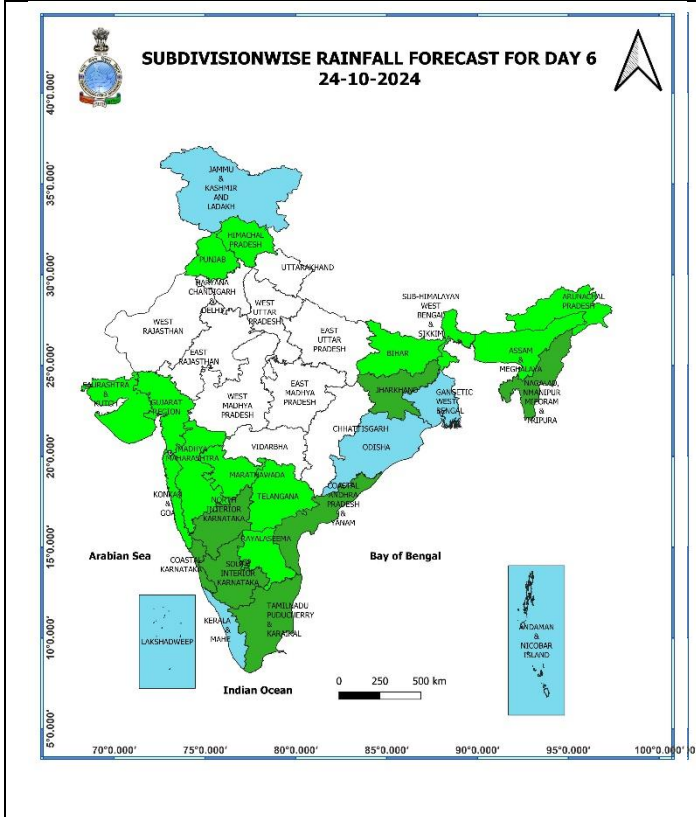 SUBDIVISIONWISE RAINFALL FORECAST FOR DAY 6
24-10-2024
40°0.000'
35°0.000'
30°0.000'
25°0.000'
20°0.000'
15°0.000'
10°0.000'
5°0.000'
JAMMU
&
KASHMIR
AND
LADAKH
HIMACHAL
PRADESH
PUNJAB
UTTARAKHAND
HARYANA
CHANDIGARH &
DELHI
WEST
RAJASTHAN
WEST
UTTAR
PRADESH
EAST
RAJASTHAN
EAST
UTTAR
PRADESH
SUB-HIMALAYAN
WEST
BENGAL
&
SIKKIM
ARUNACHAL
PRADESH
BIHAR
ASSAM
&
MEGHALAYA
NAGALAND
MANIPUR
MIZORAM
&
TRIPURA
JHARKHAND
GANGETIC
WEST
BENGAL
SAURASHTRA
&
KUTCH
GUJARAT
REGION
WEST
MADHYA
PRADESH
EAST
MADHYA
PRADESH
CHHATTISGARH
ODISHA
VIDARBHA
MADHYA
MAHARASHTRA
MARATHWADA
TELANGANA
COASTAL
ANDHRA
PRADESH
&
YANAM
KONKAN
&
GOA
NORTH
INTERIOR
KARNATAKA
RAYALASEEMA
Arabian Sea
Bay of Bengal
COASTAL
KARNATAKA
SOUTH
INTERIOR
KARNATAKA
TAMILNADU
PUDUCHERRY
&
KARAIKAL
KERALA
&
MAHE
LAKSHADWEEP
ANDAMAN
&
NICOBAR
ISLAND
Indian Ocean
0 250 500 km
70°0.000' 75°0.000' 80°0.000' 85°0.000' 90°0.000' 95°0.000' 100°0.000'